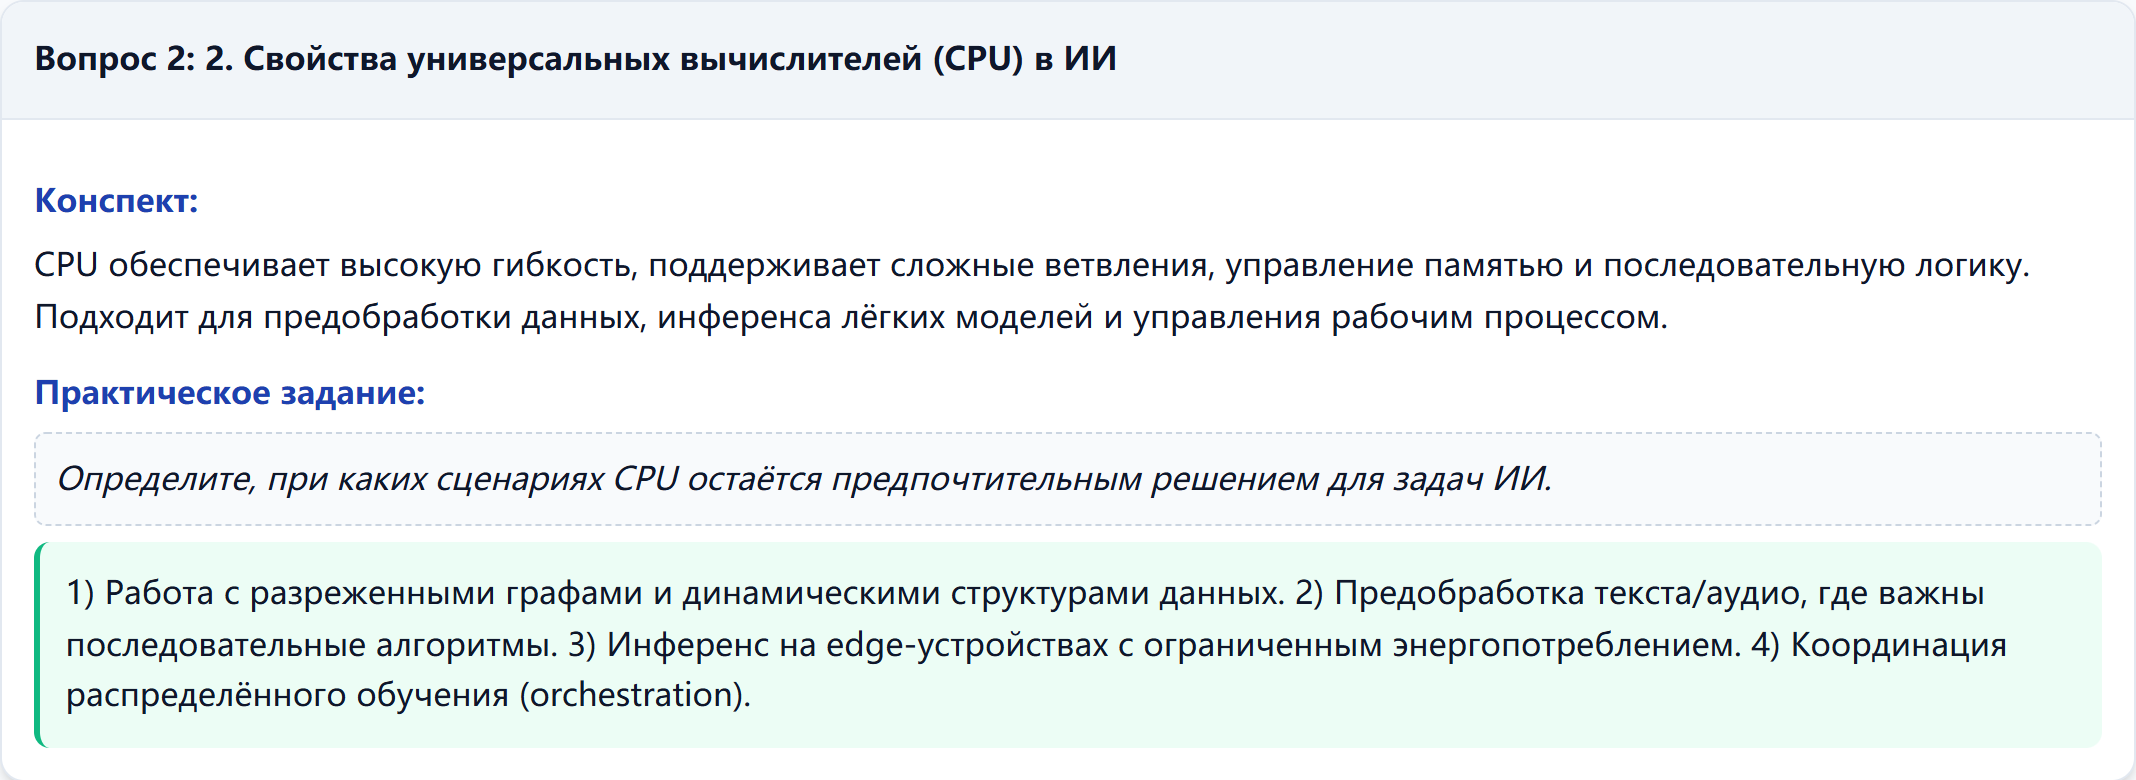 Вопрос 2: 2. Свойства универсальных вычислителей (CPU) в ИИ
Конспект:
CPU обеспечивает высокую гибкость, поддерживает сложные ветвления, управление памятью и последовательную логику.
Подходит для предобработки данных, инференса лёгких моделей и управления рабочим процессом.
Практическое задание:
Определите, при каких сценариях CPU остаётся предпочтительным решением для задач ИИ.
1) Работа с разреженными графами и динамическими структурами данных. 2) Предобработка текста/аудио, где важны
последовательные алгоритмы. 3) Инференс на edge-устройствах с ограниченным энергопотреблением. 4) Координация
распределённого обучения (orchestration).